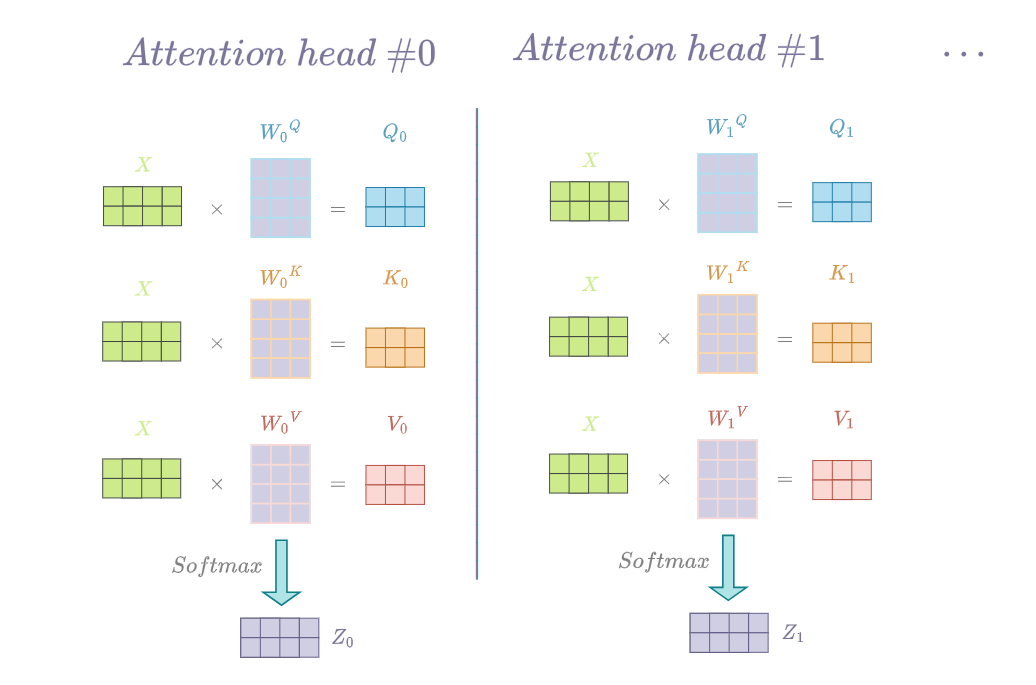 Attention head #0 Attention head #1 ...
W₀^Q Q₀ W₁^Q Q₁
X X
× = × =
W₀^K K₀ W₁^K K₁
X X
× = × =
W₀^V V₀ W₁^V V₁
X X
× = × =
Softmax Softmax
Z₀ Z₁